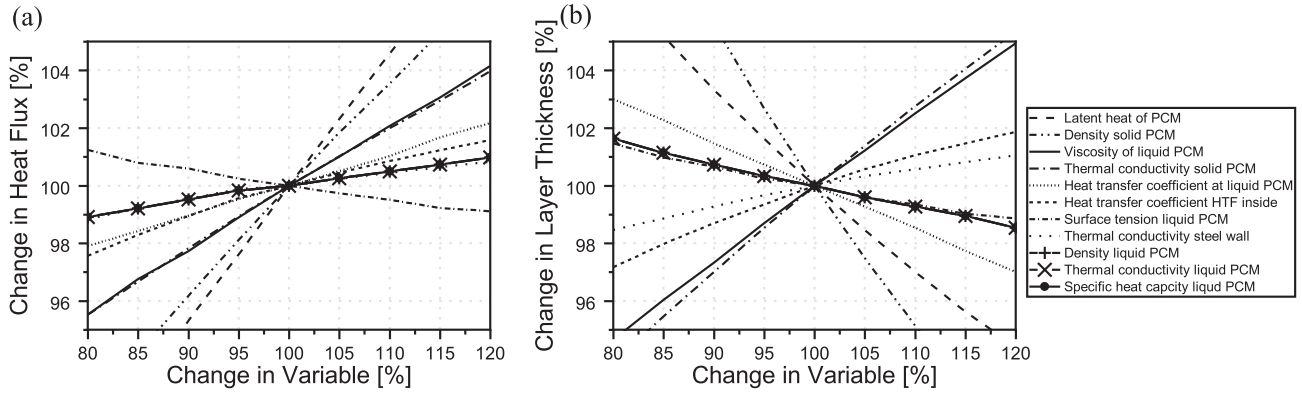 (a)
Change in Heat Flux [%]
104
102
100
98
96
80 85 90 95 100 105 110 115 120
Change in Variable [%]
(b)
Change in Layer Thickness [%]
104
102
100
98
96
80 85 90 95 100 105 110 115 120
Change in Variable [%]
Latent heat of PCM
Density solid PCM
Viscosity of liquid PCM
Thermal conductivity solid PCM
Heat transfer coefficient at liquid PCM
Heat transfer coefficient HTF inside
Surface tension liquid PCM
Thermal conductivity steel wall
Density liquid PCM
Thermal conductivity liquid PCM
Specific heat capcity liqud PCM